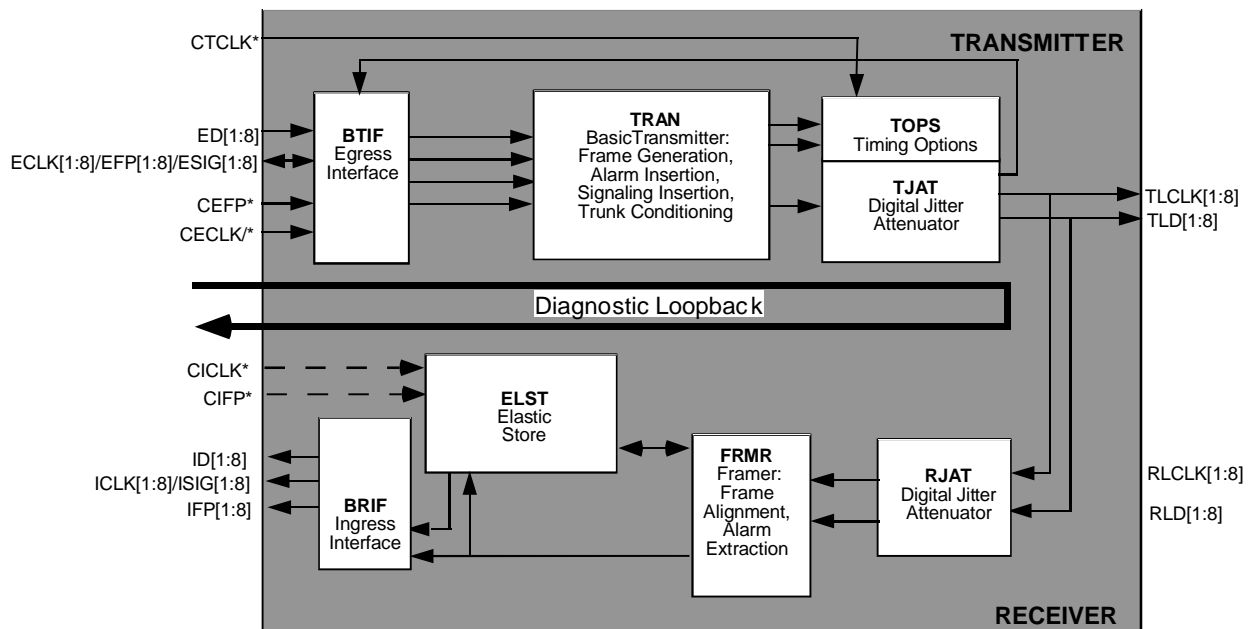 TRANSMITTER
CTCLK*
ED[1:8]
ECLK[1:8]/EFP[1:8]/ESIG[1:8]
CEFP*
CECLK/*
BTIF
Egress
Interface
TRAN
BasicTransmitter:
Frame Generation,
Alarm Insertion,
Signaling Insertion,
Trunk Conditioning
TOPS
Timing Options
TJAT
Digital Jitter
Attenuator
TLCLK[1:8]
TLD[1:8]
Diagnostic Loopback
CICLK*
CIFP*
ELST
Elastic
Store
ID[1:8]
ICLK[1:8]/ISIG[1:8]
IFP[1:8]
BRIF
Ingress
Interface
FRMR
Framer:
Frame
Alignment,
Alarm
Extraction
RJAT
Digital Jitter
Attenuator
RLCLK[1:8]
RLD[1:8]
RECEIVER